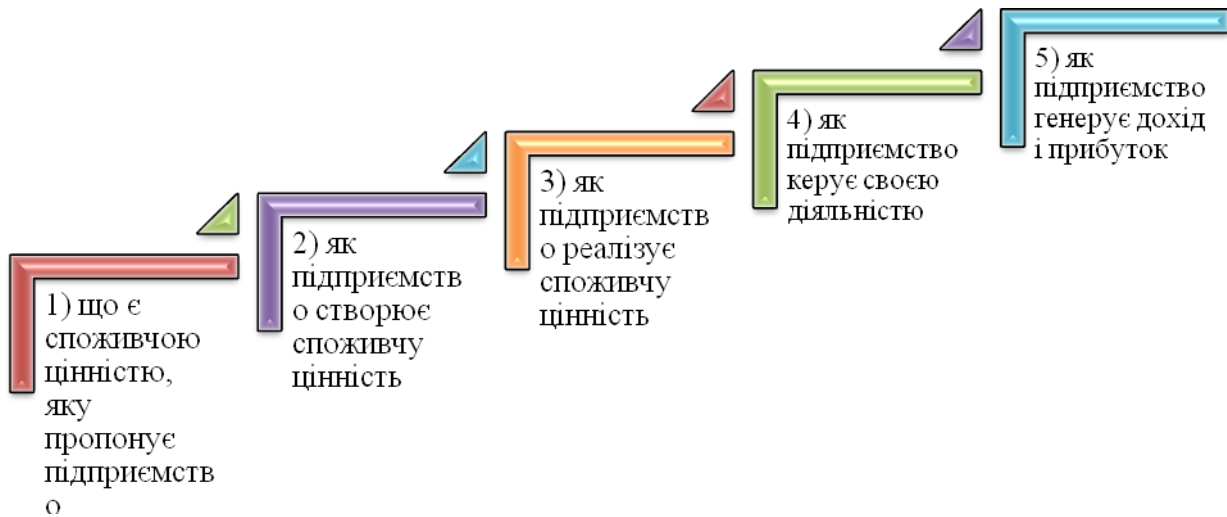 1) що є
споживчою
цінністю,
яку
пропонує
підприємств
о
2) як
підприємств
о створює
споживчу
цінність
3) як
підприємств
о реалізує
споживчу
цінність
4) як
підприємство
керує своєю
діяльністю
5) як
підприємство
генерує дохід
і прибуток